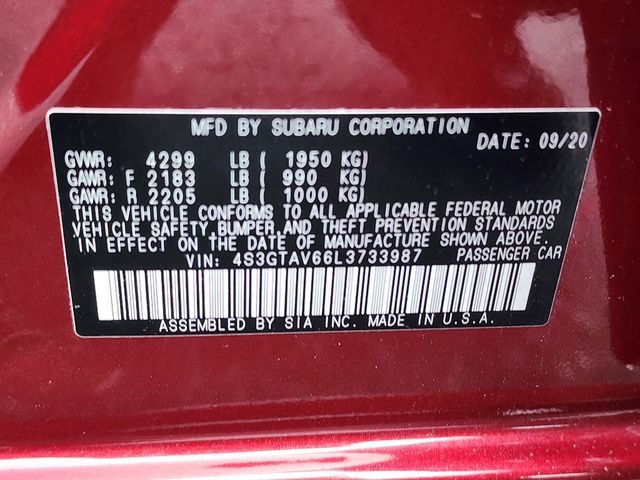 MFD BY SUBARU CORPORATION
DATE: 09/20
GVWR: 4299 LB ( 1950 KG)
GAWR: F 2183 LB ( 990 KG)
GAWR: R 2205 LB ( 1000 KG)
THIS VEHICLE CONFORMS TO ALL APPLICABLE FEDERAL MOTOR
VEHICLE SAFETY,BUMPER,AND THEFT PREVENTION STANDARDS
IN EFFECT ON THE DATE OF MANUFACTURE SHOWN ABOVE.
VIN: 4S3GTAV66L3733987 PASSENGER CAR
ASSEMBLED BY SIA INC. MADE IN U.S.A.